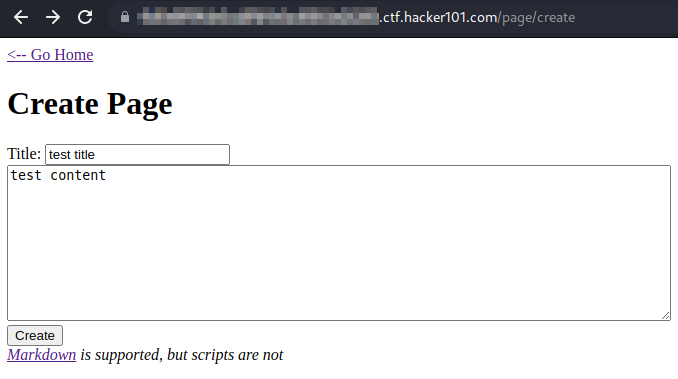 .ctf.hacker101.com/page/create
<-- Go Home
Create Page
Title: test title
test content
Create
Markdown is supported, but scripts are not